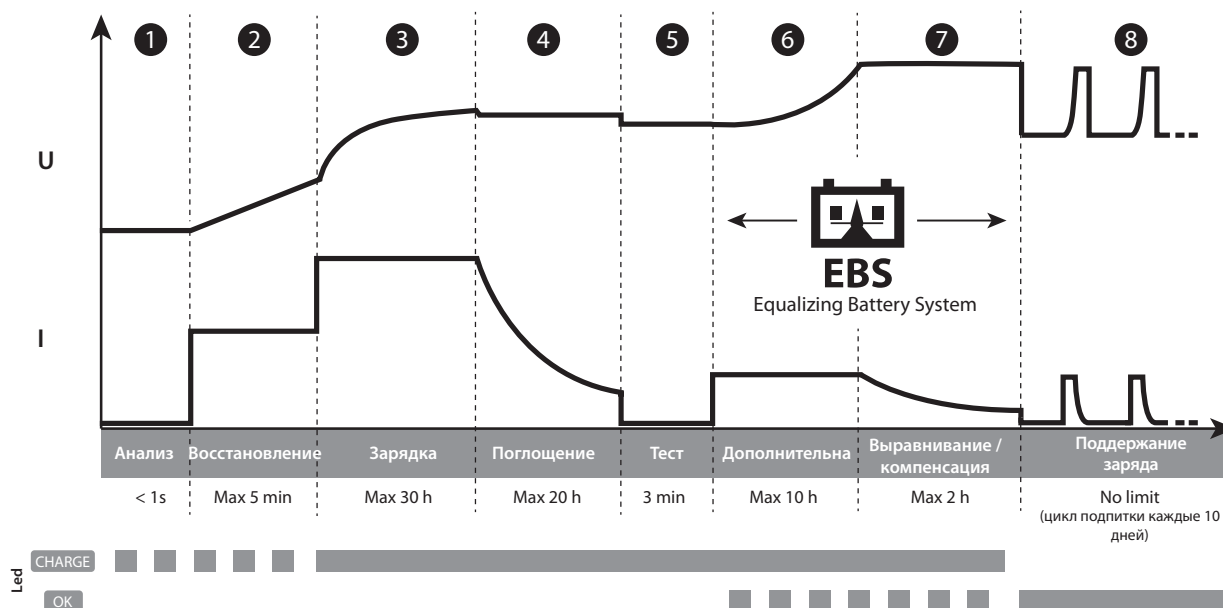 1 2 3 4 5 6 7 8
U
EBS
Equalizing Battery System
I
Анализ Восстановление Зарядка Поглощение Тест Дополнительна Выравнивание / компенсация Поддержание заряда
< 1s Max 5 min Max 30 h Max 20 h 3 min Max 10 h Max 2 h No limit
(цикл подпитки каждые 10
дней)
Led
CHARGE
OK